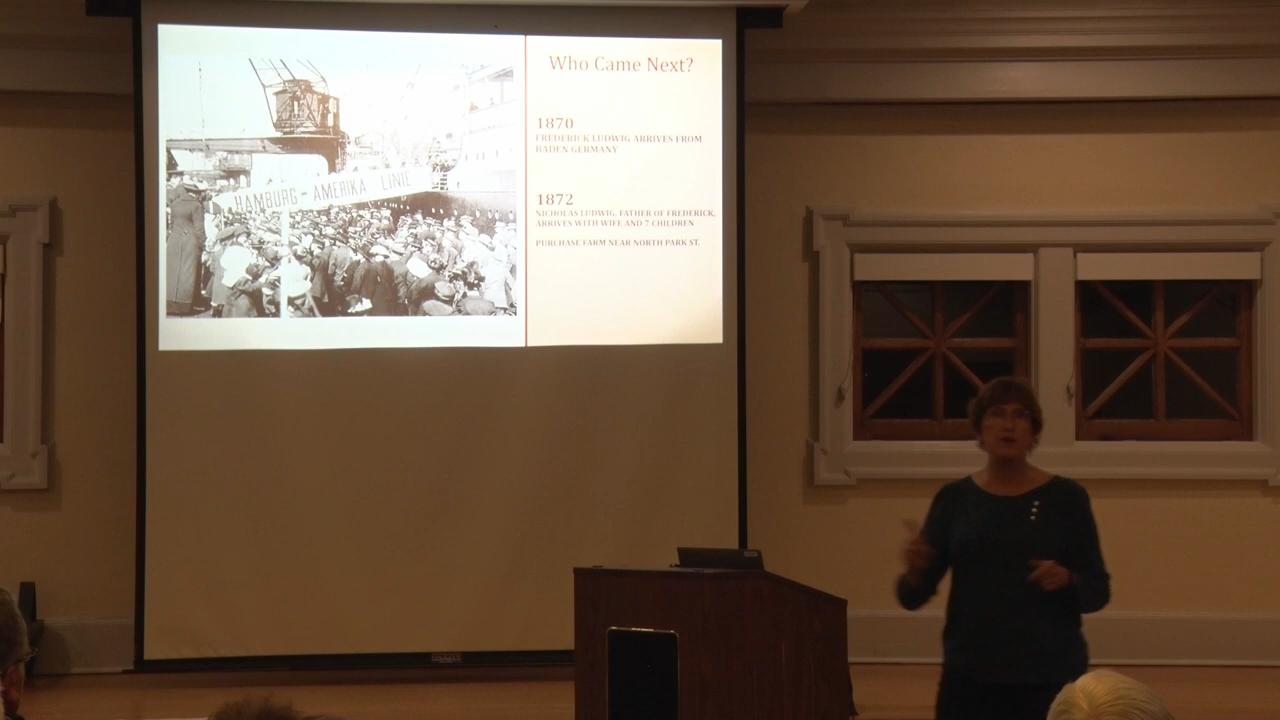 Who Came Next?
HAMBURG - AMERIKA LINIE
1870
FREDERICK LUDWIG ARRIVES FROM
BADEN GERMANY
1872
NICHOLAS LUDWIG, FATHER OF FREDERICK,
ARRIVES WITH WIFE AND 7 CHILDREN
PURCHASE FARM NEAR NORTH PARK ST.